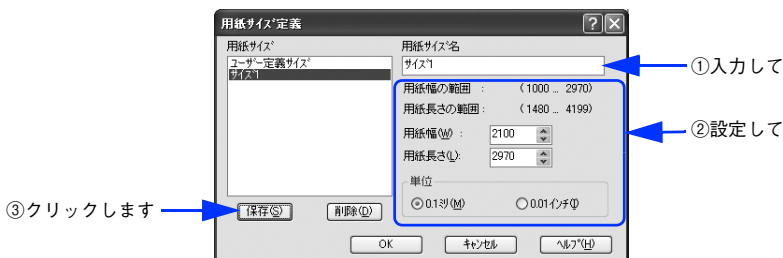 用紙サイズ定義
用紙サイズ
ユーザー定義サイズ
サイズ1
用紙サイズ名
サイズ1
①入力して
用紙幅の範囲 : (1000 .. 2970)
用紙長さの範囲 : (1480 .. 4199)
用紙幅(W) : 2100
②設定して
用紙長さ(L): 2970
単位
0.1ミリ(M) 0.01インチ(I)
③クリックします
保存(S) 削除(D)
OK キャンセル ヘルプ(H)